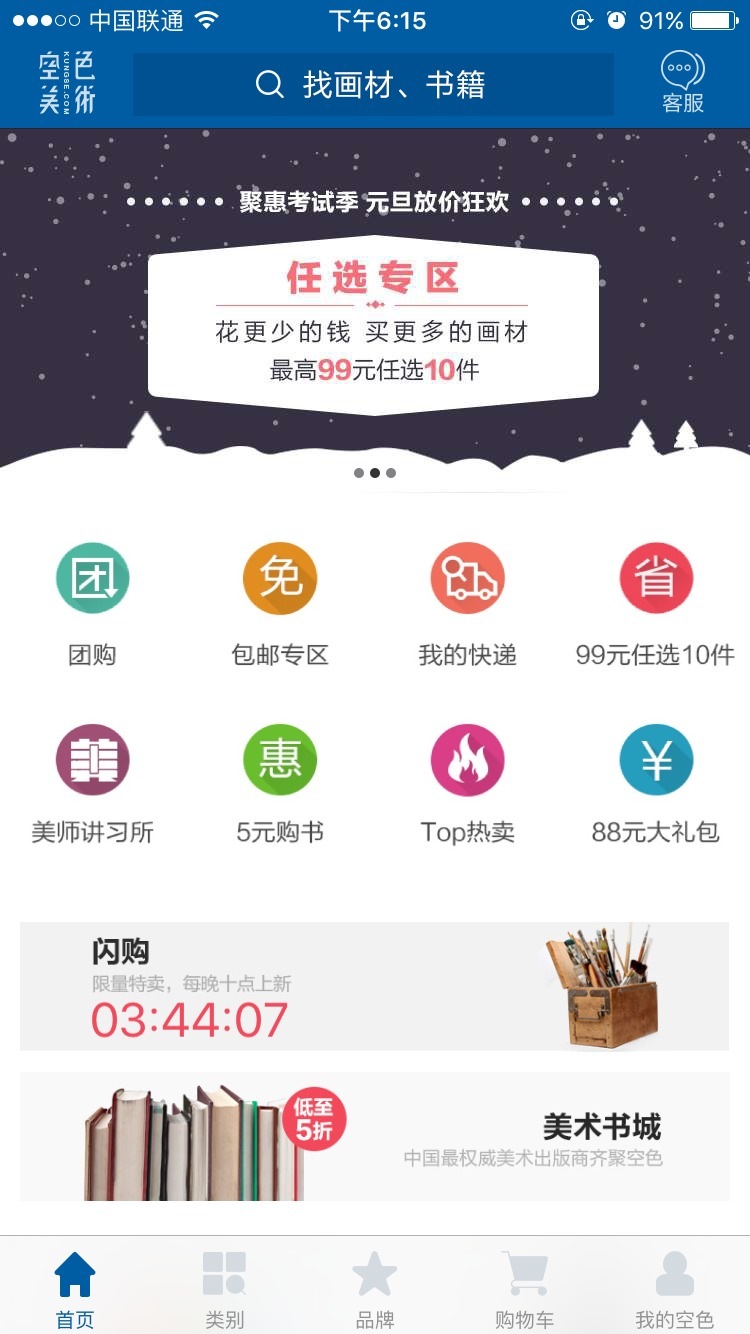 中国联通
下午6:15
91%
空色
美術
KUNGSE.COM
找画材、书籍
客服
聚惠考试季 元旦放价狂欢
任选专区
花更少的钱 买更多的画材
最高99元任选10件
团
免
省
团购
包邮专区
我的快递
99元任选10件
惠
¥
美师讲习所
5元购书
Top热卖
88元大礼包
闪购
限量特卖，每晚十点上新
03:44:07
低至
5折
美术书城
中国最权威美术出版商齐聚空色
首页
类别
品牌
购物车
我的空色